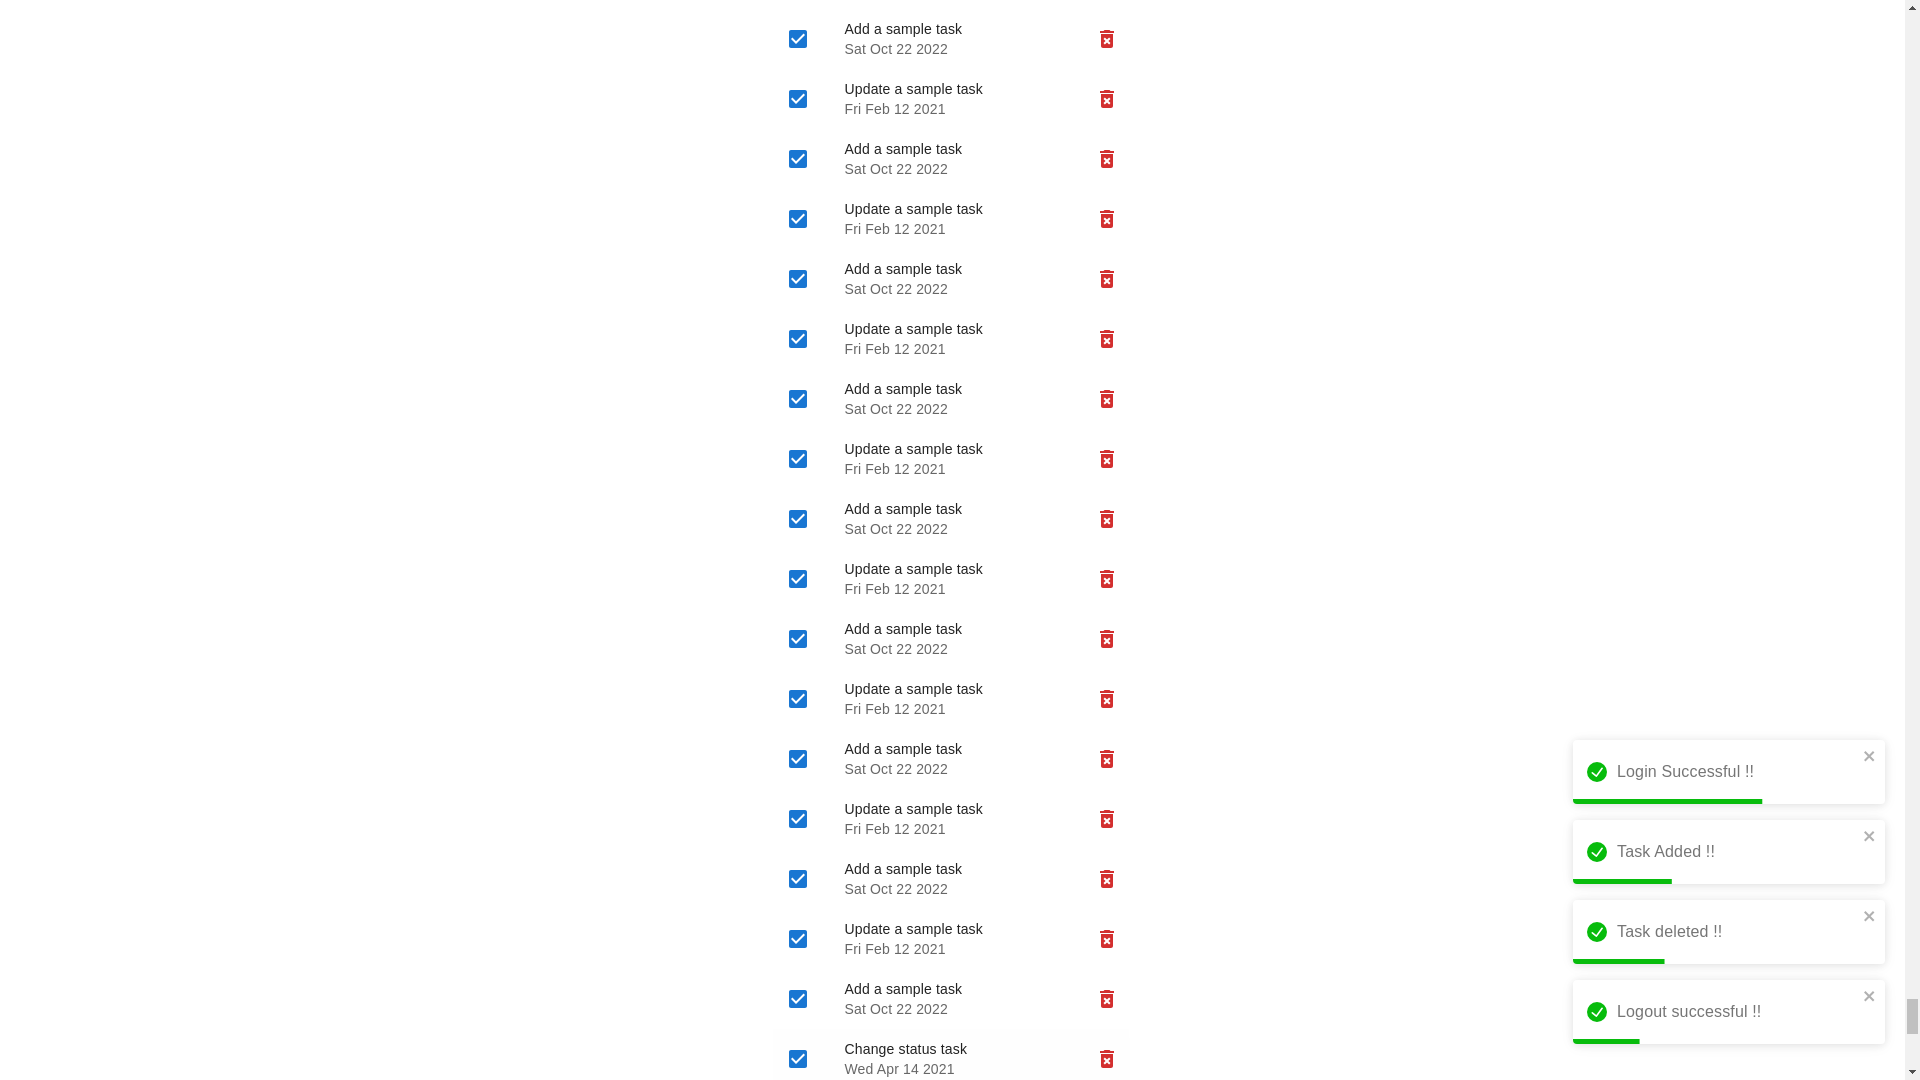 Add a sample task
Sat Oct 22 2022
Update a sample task
Fri Feb 12 2021
Add a sample task
Sat Oct 22 2022
Update a sample task
Fri Feb 12 2021
Add a sample task
Sat Oct 22 2022
Update a sample task
Fri Feb 12 2021
Add a sample task
Sat Oct 22 2022
Update a sample task
Fri Feb 12 2021
Add a sample task
Sat Oct 22 2022
Update a sample task
Fri Feb 12 2021
Add a sample task
Sat Oct 22 2022
Update a sample task
Fri Feb 12 2021
Add a sample task
Sat Oct 22 2022
Update a sample task
Fri Feb 12 2021
Add a sample task
Sat Oct 22 2022
Update a sample task
Fri Feb 12 2021
Add a sample task
Sat Oct 22 2022
Change status task
Wed Apr 14 2021
Login Successful !!
Task Added !!
Task deleted !!
Logout successful !!